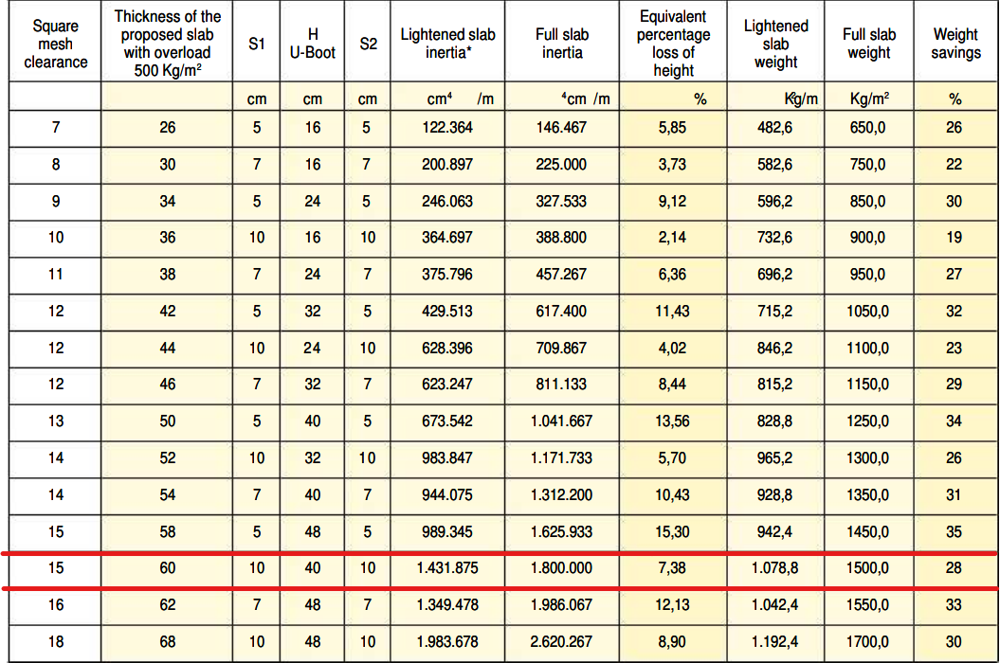 Square mesh clearance | Thickness of the proposed slab with overload 500 Kg/m² | S1 | H U-Boot | S2 | Lightened slab inertia* | Full slab inertia | Equivalent percentage loss of height | Lightened slab weight | Full slab weight | Weight savings
cm | cm | cm | cm⁴ /m | ⁴cm /m | % | Kg/m² | Kg/m² | %
7 | 26 | 5 | 16 | 5 | 122.364 | 146.467 | 5,85 | 482,6 | 650,0 | 26
8 | 30 | 7 | 16 | 7 | 200.897 | 225.000 | 3,73 | 582,6 | 750,0 | 22
9 | 34 | 5 | 24 | 5 | 246.063 | 327.533 | 9,12 | 596,2 | 850,0 | 30
10 | 36 | 10 | 16 | 10 | 364.697 | 388.800 | 2,14 | 732,6 | 900,0 | 19
11 | 38 | 7 | 24 | 7 | 375.796 | 457.267 | 6,36 | 696,2 | 950,0 | 27
12 | 42 | 5 | 32 | 5 | 429.513 | 617.400 | 11,43 | 715,2 | 1050,0 | 32
12 | 44 | 10 | 24 | 10 | 628.396 | 709.867 | 4,02 | 846,2 | 1100,0 | 23
12 | 46 | 7 | 32 | 7 | 623.247 | 811.133 | 8,44 | 815,2 | 1150,0 | 29
13 | 50 | 5 | 40 | 5 | 673.542 | 1.041.667 | 13,56 | 828,8 | 1250,0 | 34
14 | 52 | 10 | 32 | 10 | 983.847 | 1.171.733 | 5,70 | 965,2 | 1300,0 | 26
14 | 54 | 7 | 40 | 7 | 944.075 | 1.312.200 | 10,43 | 928,8 | 1350,0 | 31
15 | 58 | 5 | 48 | 5 | 989.345 | 1.625.933 | 15,30 | 942,4 | 1450,0 | 35
15 | 60 | 10 | 40 | 10 | 1.431.875 | 1.800.000 | 7,38 | 1.078,8 | 1500,0 | 28
16 | 62 | 7 | 48 | 7 | 1.349.478 | 1.986.067 | 12,13 | 1.042,4 | 1550,0 | 33
18 | 68 | 10 | 48 | 10 | 1.983.678 | 2.620.267 | 8,90 | 1.192,4 | 1700,0 | 30